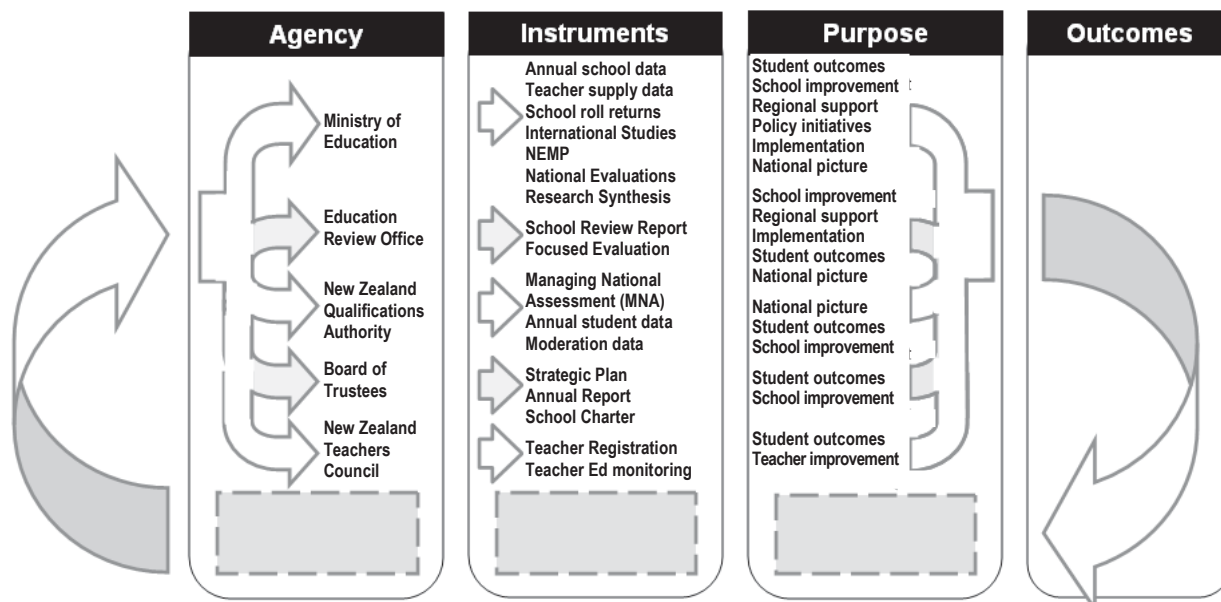 Agency
Ministry of
Education
Education
Review Office
New Zealand
Qualifications
Authority
Board of
Trustees
New Zealand
Teachers
Council
Instruments
Annual school data
Teacher supply data
School roll returns
International Studies
NEMP
National Evaluations
Research Synthesis
School Review Report
Focused Evaluation
Managing National
Assessment (MNA)
Annual student data
Moderation data
Strategic Plan
Annual Report
School Charter
Teacher Registration
Teacher Ed monitoring
Purpose
Student outcomes
School improvement
Regional support
Policy initiatives
Implementation
National picture
School improvement
Regional support
Implementation
Student outcomes
National picture
National picture
Student outcomes
School improvement
Student outcomes
School improvement
Student outcomes
Teacher improvement
Outcomes